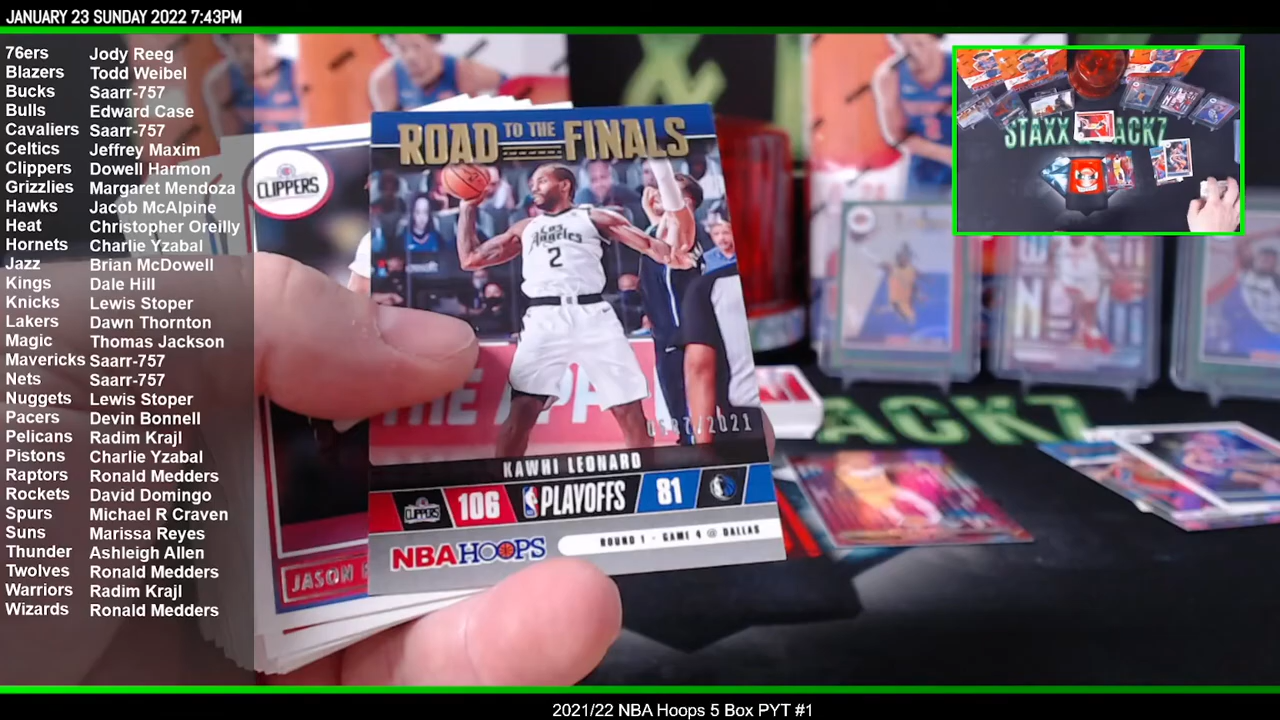 JANUARY 23 SUNDAY 2022 7:43PM
76ers Jody Reeg
Blazers Todd Weibel
Bucks Saarr-757
Bulls Edward Case
Cavaliers Saarr-757
Celtics Jeffrey Maxim
Clippers Dowell Harmon
Grizzlies Margaret Mendoza
Hawks Jacob McAlpine
Heat Christopher Oreilly
Hornets Charlie Yzabal
Jazz Brian McDowell
Kings Dale Hill
Knicks Lewis Stoper
Lakers Dawn Thornton
Magic Thomas Jackson
Mavericks Saarr-757
Nets Saarr-757
Nuggets Lewis Stoper
Pacers Devin Bonnell
Pelicans Radim Krajl
Pistons Charlie Yzabal
Raptors Ronald Medders
Rockets David Domingo
Spurs Michael R Craven
Suns Marissa Reyes
Thunder Ashleigh Allen
Twolves Ronald Medders
Warriors Radim Krajl
Wizards Ronald Medders
CLIPPERS
ROAD TO THE FINALS
Los Angeles
2
/2021
KAWHI LEONARD
CLIPPERS 106 NBA PLAYOFFS 81
NBA HOOPS
ROUND 1 - GAME 4 @ DALLAS
JASON
ACKZ
STAXX ACKZ
2021/22 NBA Hoops 5 Box PYT #1